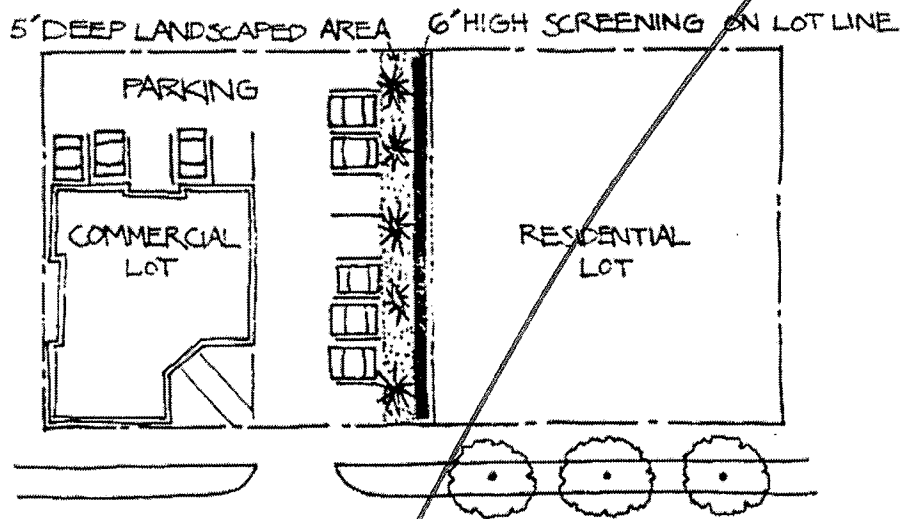 5' DEEP LANDSCAPED AREA
6' HIGH SCREENING ON LOT LINE
PARKING
COMMERCIAL
LOT
RESIDENTIAL
LOT